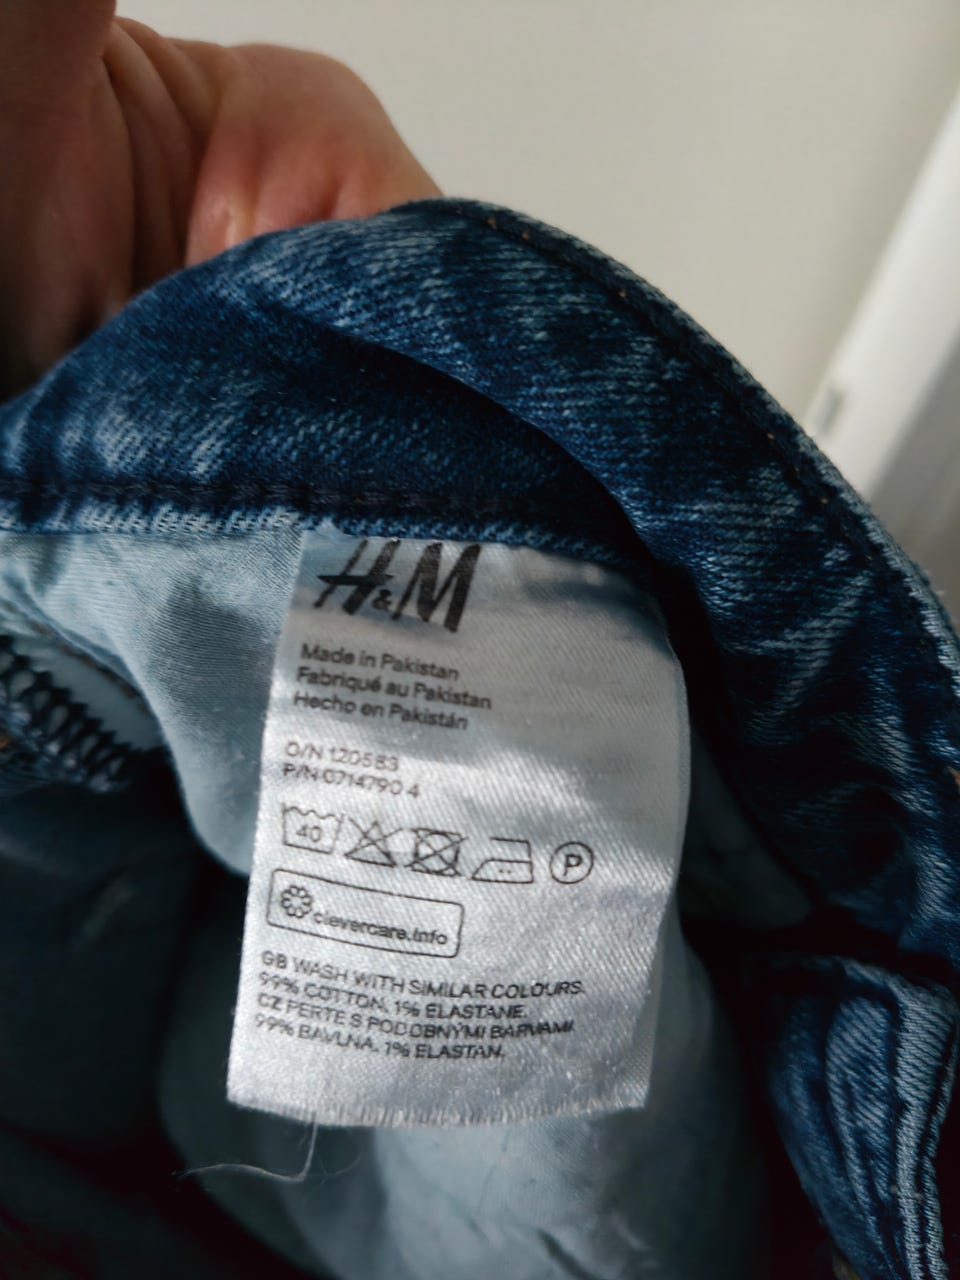 H&M
Made in Pakistan
Fabriqué au Pakistan
Hecho en Pakistán
O/N 120583
P/N 0714790 4
40
P
clevercare.info
GB WASH WITH SIMILAR COLOURS.
99% COTTON, 1% ELASTANE.
CZ PERTE S PODOBNÝMI BARVAMI.
99% BAVLNA, 1% ELASTAN.